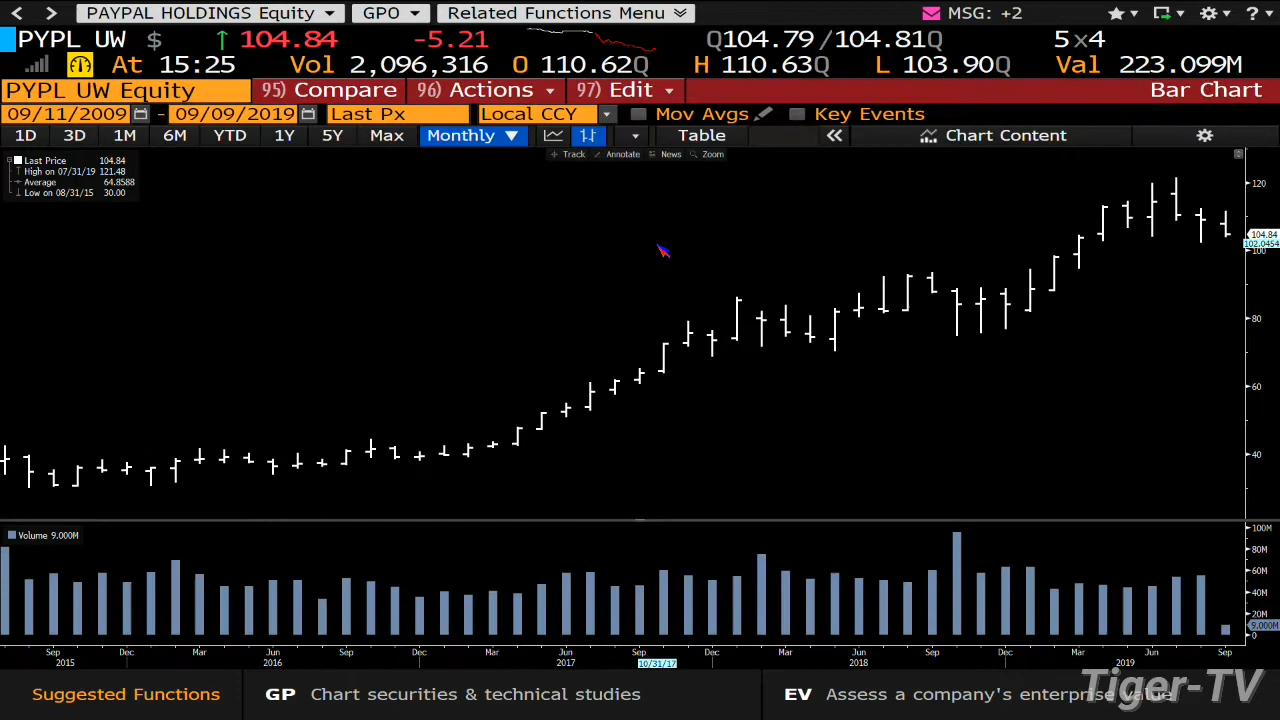 PAYPAL HOLDINGS Equity GPO Related Functions Menu MSG: +2
PYPL UW $ ↑ 104.84 -5.21 Q104.79 /104.81Q 5×4
At 15:25 Vol 2,096,316 O 110.62Q H 110.63Q L 103.90Q Val 223.099M
PYPL UW Equity 95) Compare 96) Actions 97) Edit Bar Chart
09/11/2009 - 09/09/2019 Last Px Local CCY Mov Avgs Key Events
1D 3D 1M 6M YTD 1Y 5Y Max Monthly ▼ Table « Chart Content
Track Annotate News Zoom
Last Price 104.84
High on 07/31/19 121.48
Average 64.8588
Low on 08/31/15 30.00
120
104.84
102.0454
100
80
60
40
Volume 9.000M
100M
80M
60M
40M
20M
9.000M
0
Sep Dec Mar Jun Sep Dec Mar Jun Sep Dec Mar Jun Sep Dec Mar Jun Sep
2015 2016 2017 10/31/17 2018 2019
Suggested Functions GP Chart securities & technical studies EV Assess a company's enterprise value
Tiger-TV